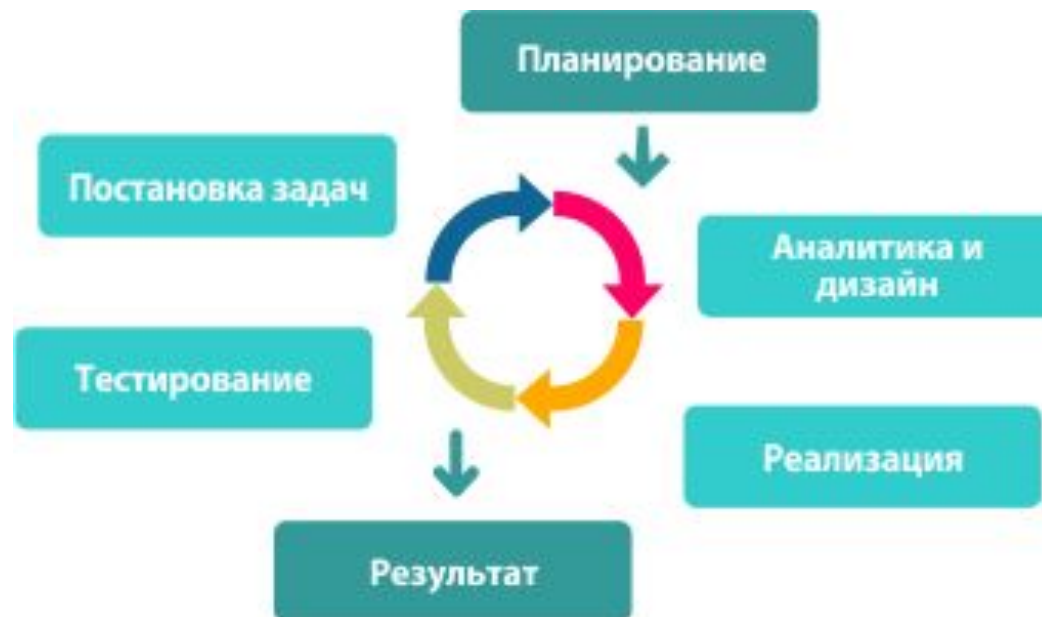 Планирование
Постановка задач
Аналитика и
дизайн
Тестирование
Реализация
Результат